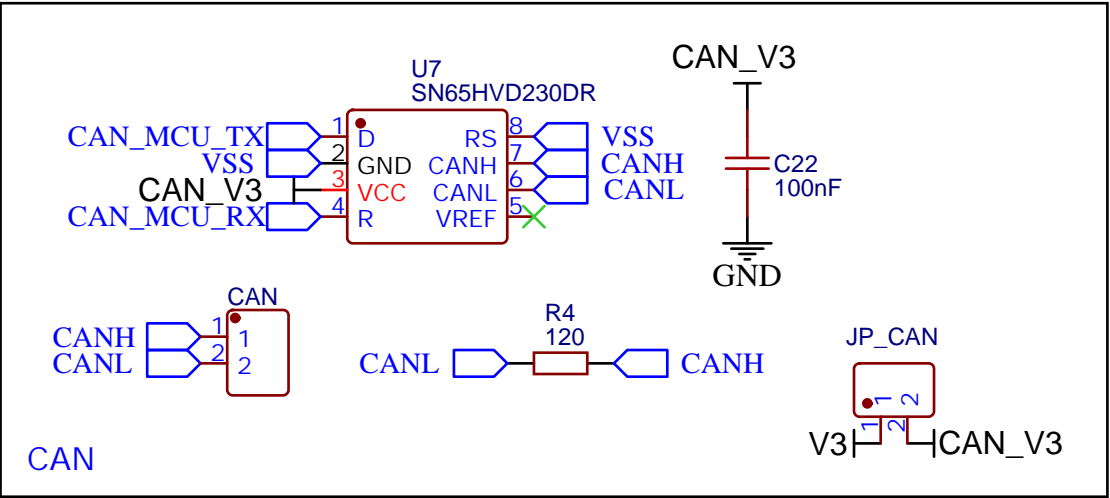 U7
SN65HVD230DR
CAN_MCU_TX 1 D RS 8 VSS
VSS 2 GND CANH 7 CANH
CAN_V3 3 VCC CANL 6 CANL
CAN_MCU_RX 4 R VREF 5
CAN_V3
C22
100nF
GND
CAN
CANH 1 1
CANL 2 2
R4
120
CANL CANH
JP_CAN
1 2
1 2
V3 CAN_V3
CAN